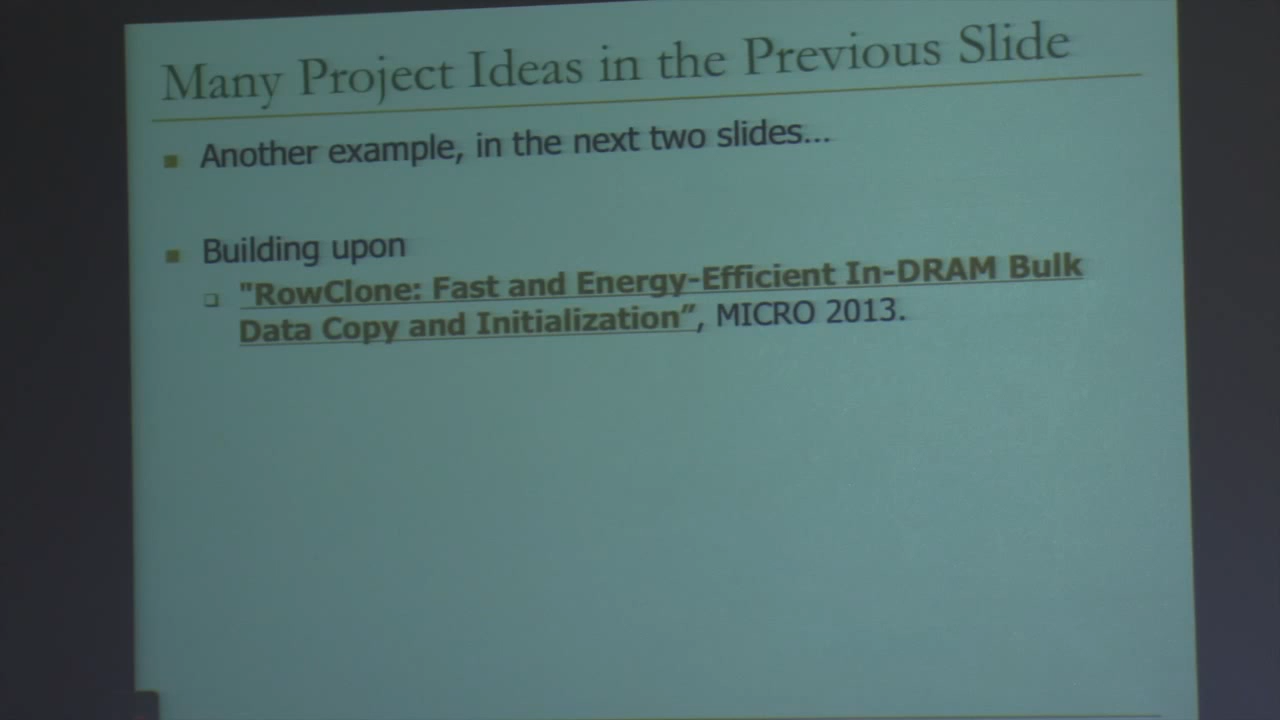 Many Project Ideas in the Previous Slide
Another example, in the next two slides...
Building upon
"RowClone: Fast and Energy-Efficient In-DRAM Bulk
Data Copy and Initialization”, MICRO 2013.